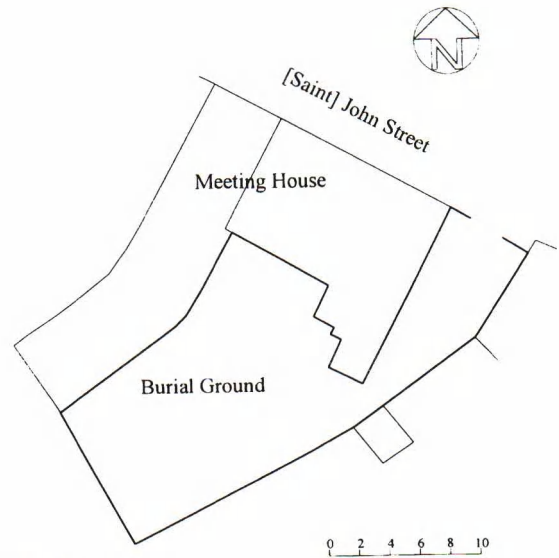 N
[Saint] John Street
Meeting House
Burial Ground
0 2 4 6 8 10